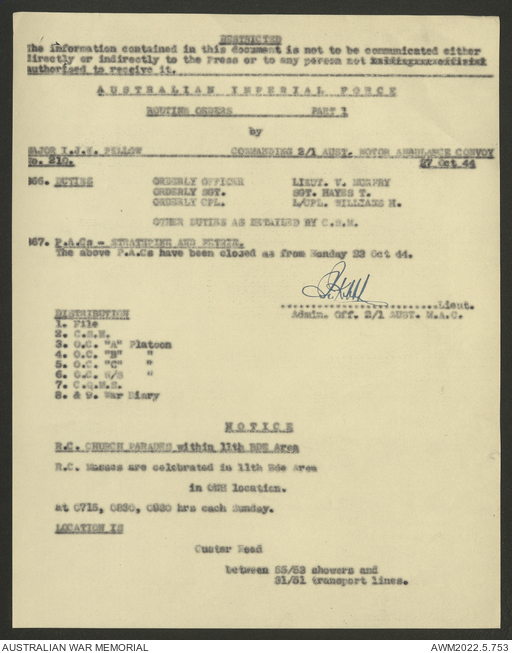 RESTRICTED
The information contained in this document is not to be communicated either
directly or indirectly to the Press or to any person not
authorised to receive it.
AUSTRALIAN IMPERIAL FORCE
ROUTINE ORDERS PART 1
by
MAJOR COMMANDING 2/1 AUST. MOTOR AMBULANCE CONVOY
No. 210. 27 Oct 44
166. DUTIES ORDERLY OFFICER LIEUT. V. MURPHY
ORDERLY SGT. SGT. HAYES T.
ORDERLY CPL. L/CPL. WILLIAMS H.
OTHER DUTIES AS DETAILED BY C.S.M.
167. P.A.Cs - STRATHPINE AND PETRIE.
The above P.A.Cs have been closed as from Monday 23 Oct 44.
Lieut.
Admin. Off. 2/1 AUST. M.A.C.
DISTRIBUTION
1. File
2. C.S.M.
3. O.C. "A" Platoon
4. O.C. "B" "
5. O.C. "C" "
6. O.C. W/S "
7. C.Q.M.S.
8. & 9. War Diary
NOTICE
R.C. CHURCH PARADES within 11th BDE Area
R.C. Masses are celebrated in 11th Bde Area
in location.
at 0715, 0830, 0930 hrs each Sunday.
LOCATION IS
Custer Road
between 55/53 showers and
31/51 transport lines.
AUSTRALIAN WAR MEMORIAL
AWM2022.5.753